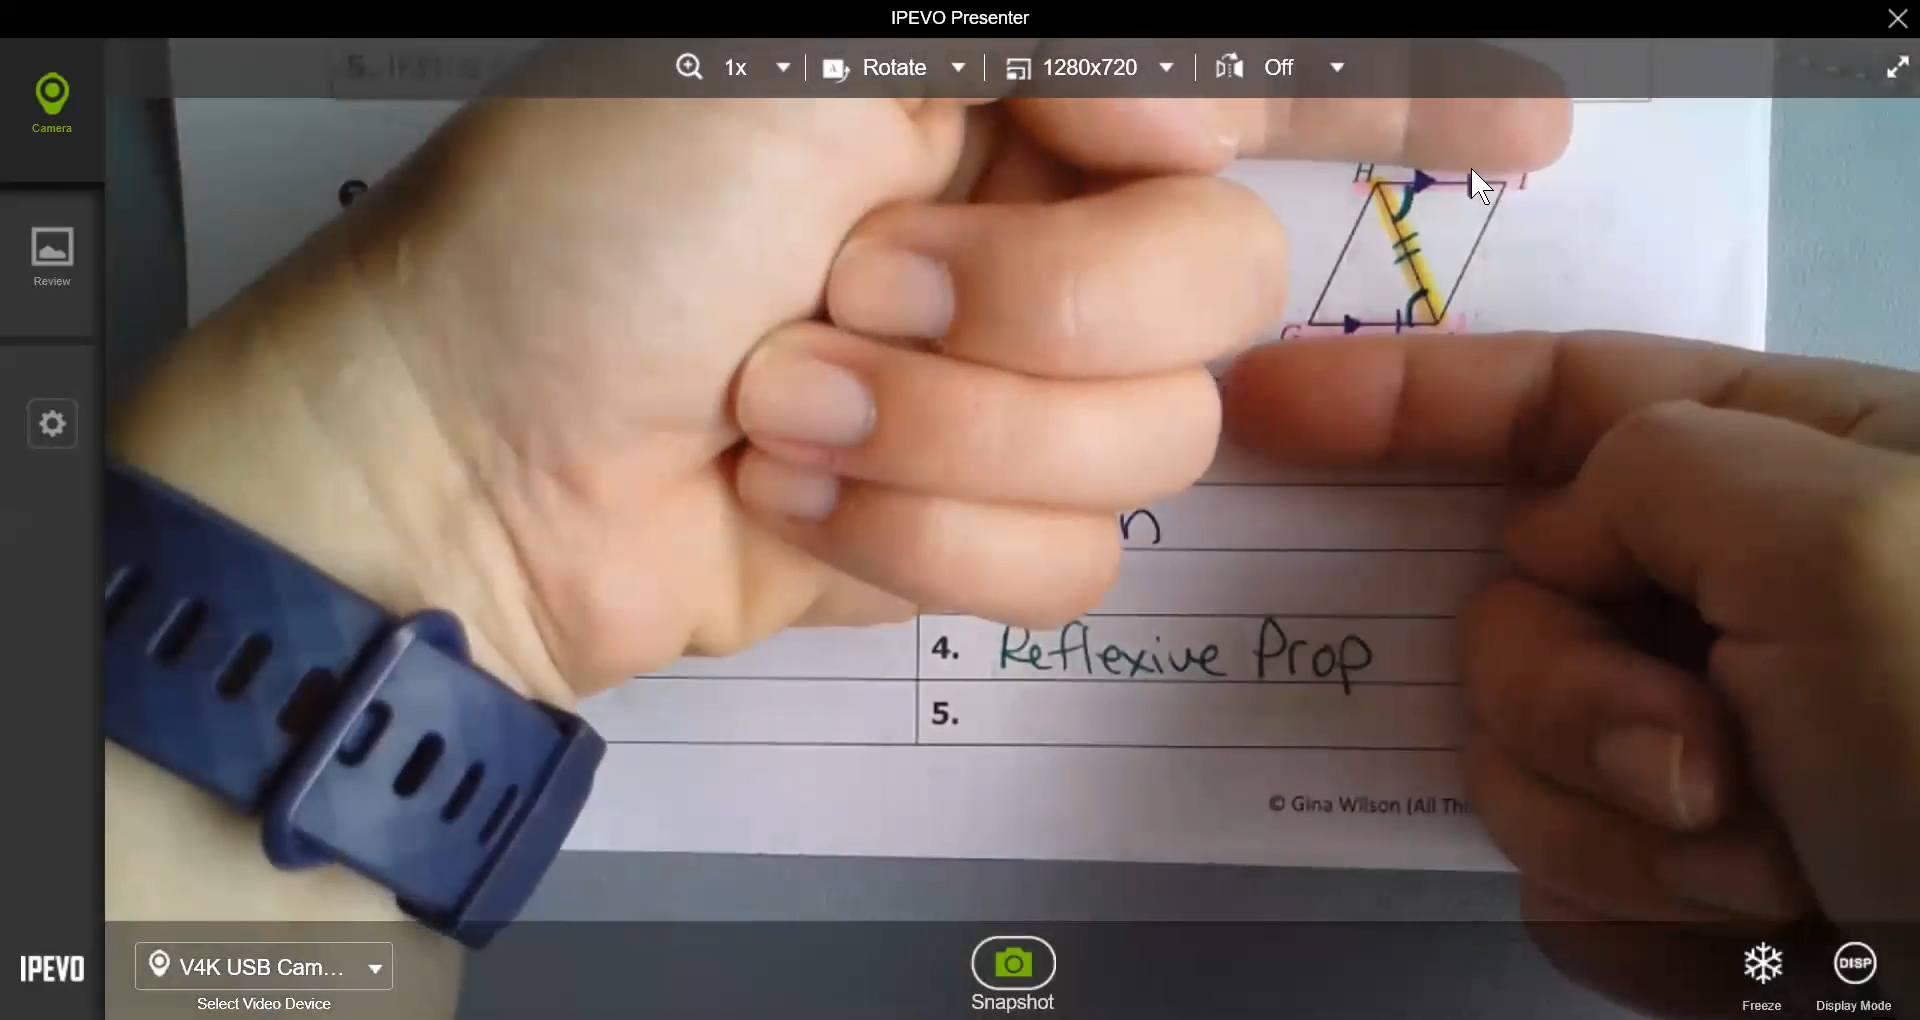 IPEVO Presenter
1x
Rotate
1280x720
Off
Camera
Review
H
G
n
4. Reflexive Prop
5.
© Gina Wilson (All
IPEVO
V4K USB Cam...
Select Video Device
Snapshot
Freeze
DISP
Display Mode